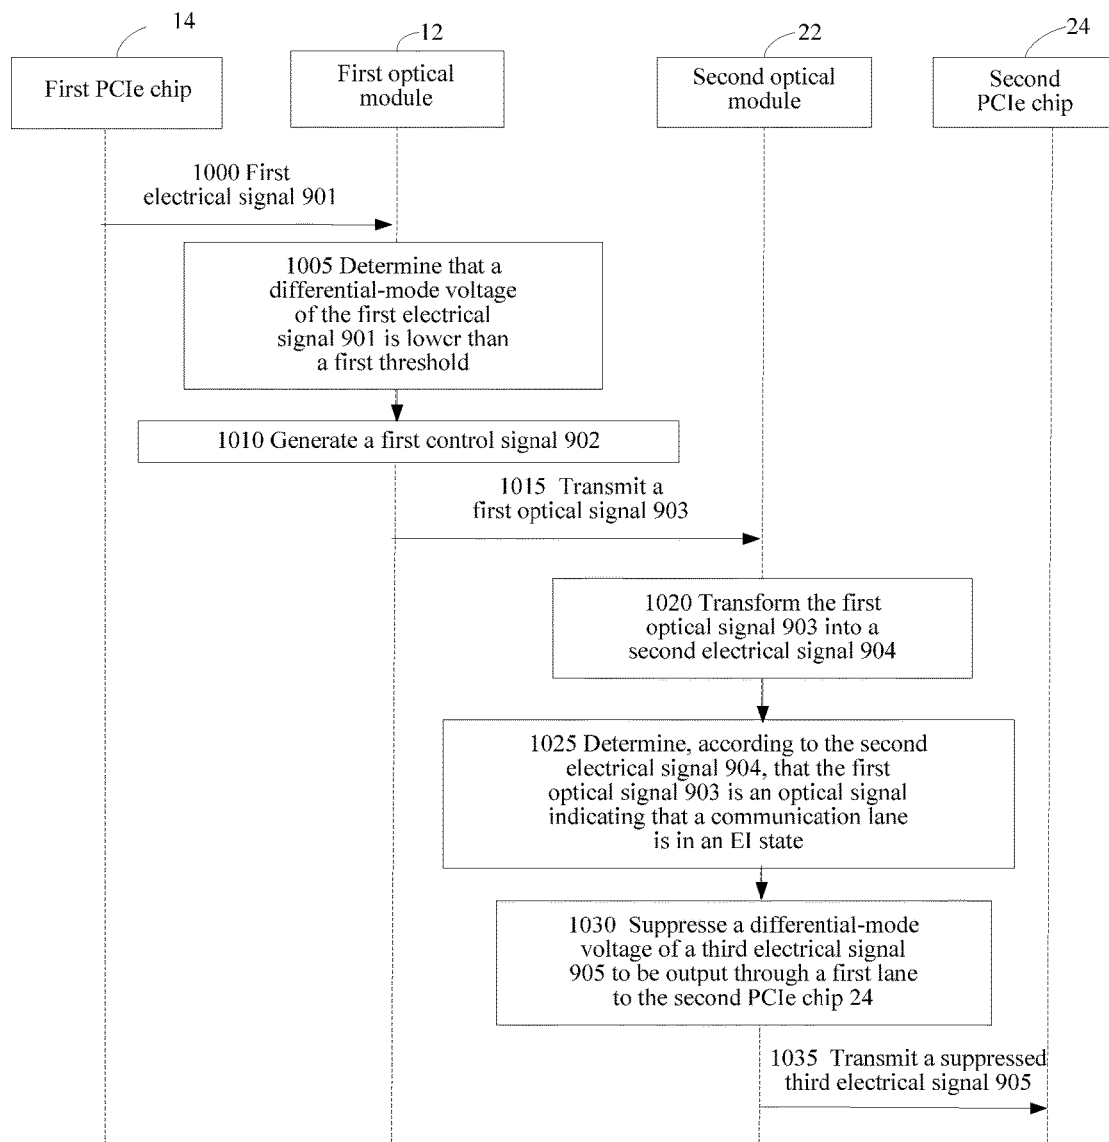 14
12
22
24
First PCIe chip
First optical
module
Second optical
module
Second
PCIe chip
1000 First
electrical signal 901
1005 Determine that a
differential-mode voltage
of the first electrical
signal 901 is lower than
a first threshold
1010 Generate a first control signal 902
1015 Transmit a
first optical signal 903
1020 Transform the first
optical signal 903 into a
second electrical signal 904
1025 Determine, according to the second
electrical signal 904, that the first
optical signal 903 is an optical signal
indicating that a communication lane
is in an EI state
1030 Suppresse a differential-mode
voltage of a third electrical signal
905 to be output through a first lane
to the second PCIe chip 24
1035 Transmit a suppressed
third electrical signal 905